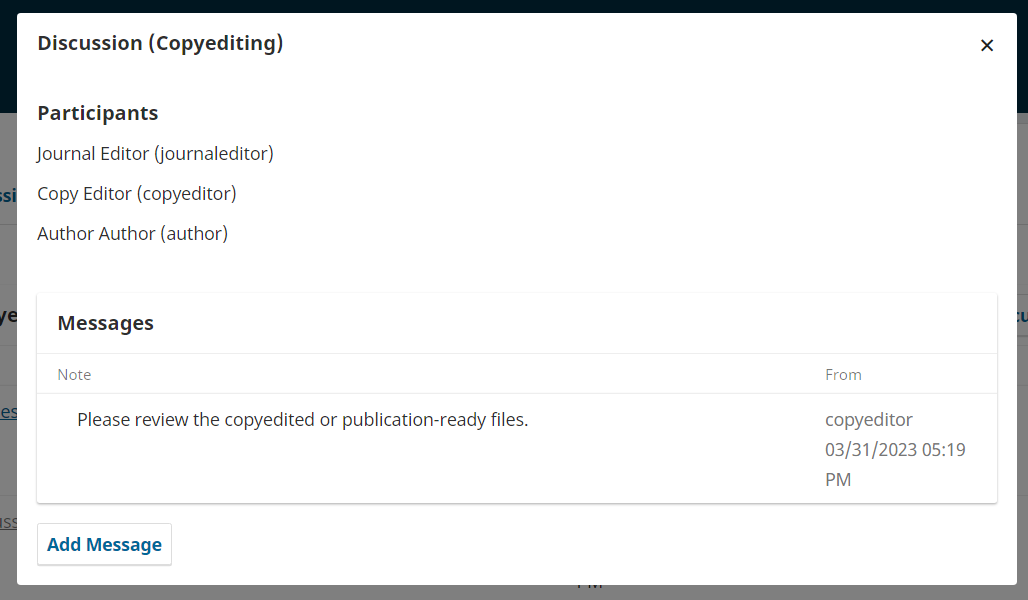 Discussion (Copyediting)
×
Participants
Journal Editor (journaleditor)
Copy Editor (copyeditor)
Author Author (author)
Messages
Note From
Please review the copyedited or publication-ready files. copyeditor
03/31/2023 05:19
PM
Add Message